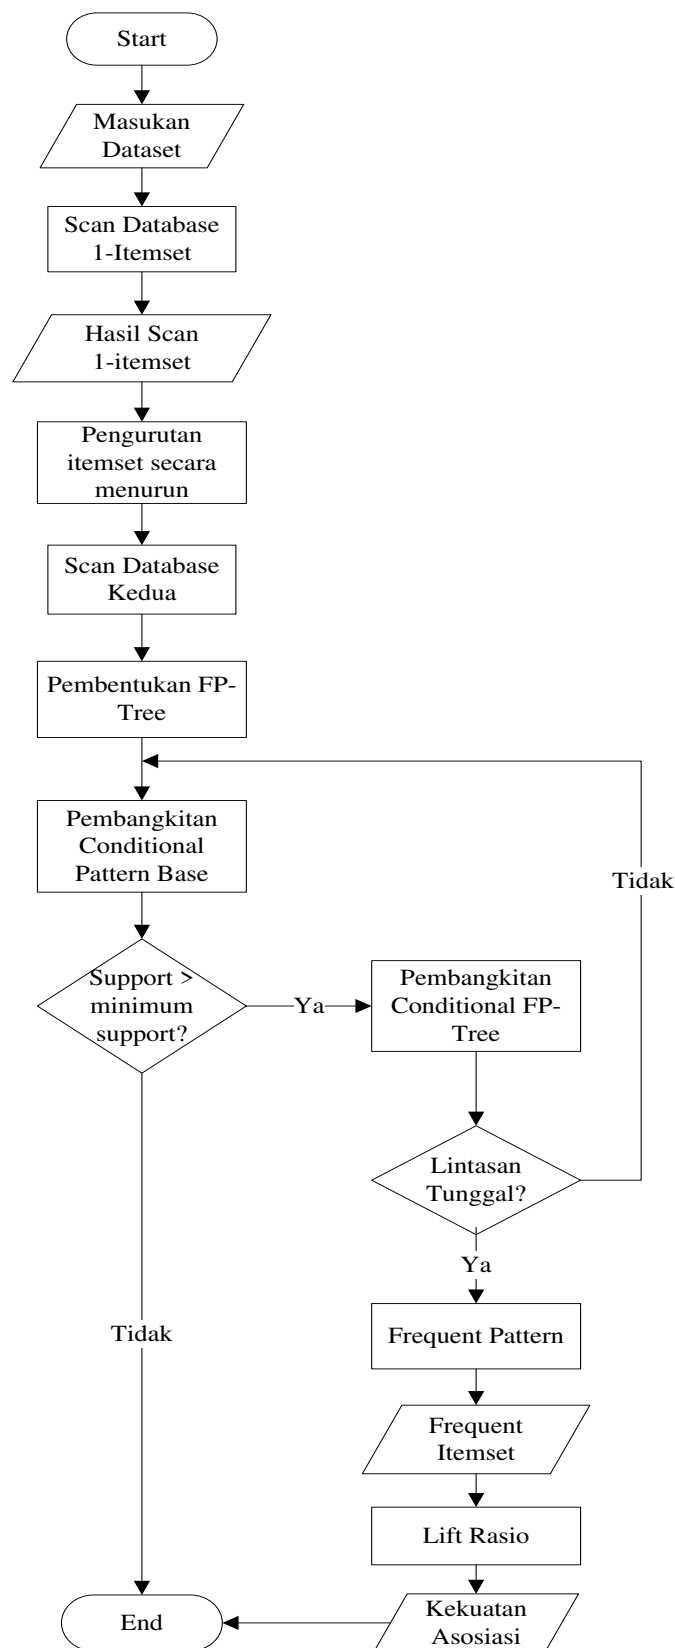 Start
Masukan
Dataset
Scan Database
1-Itemset
Hasil Scan
1-itemset
Pengurutan
itemset secara
menurun
Scan Database
Kedua
Pembentukan FP-
Tree
Pembangkitan
Conditional
Pattern Base
Tidak
Support >
minimum
support?
Ya
Pembangkitan
Conditional FP-
Tree
Lintasan
Tunggal?
Ya
Tidak
Frequent Pattern
Frequent
Itemset
Lift Rasio
Kekuatan
Asosiasi
End